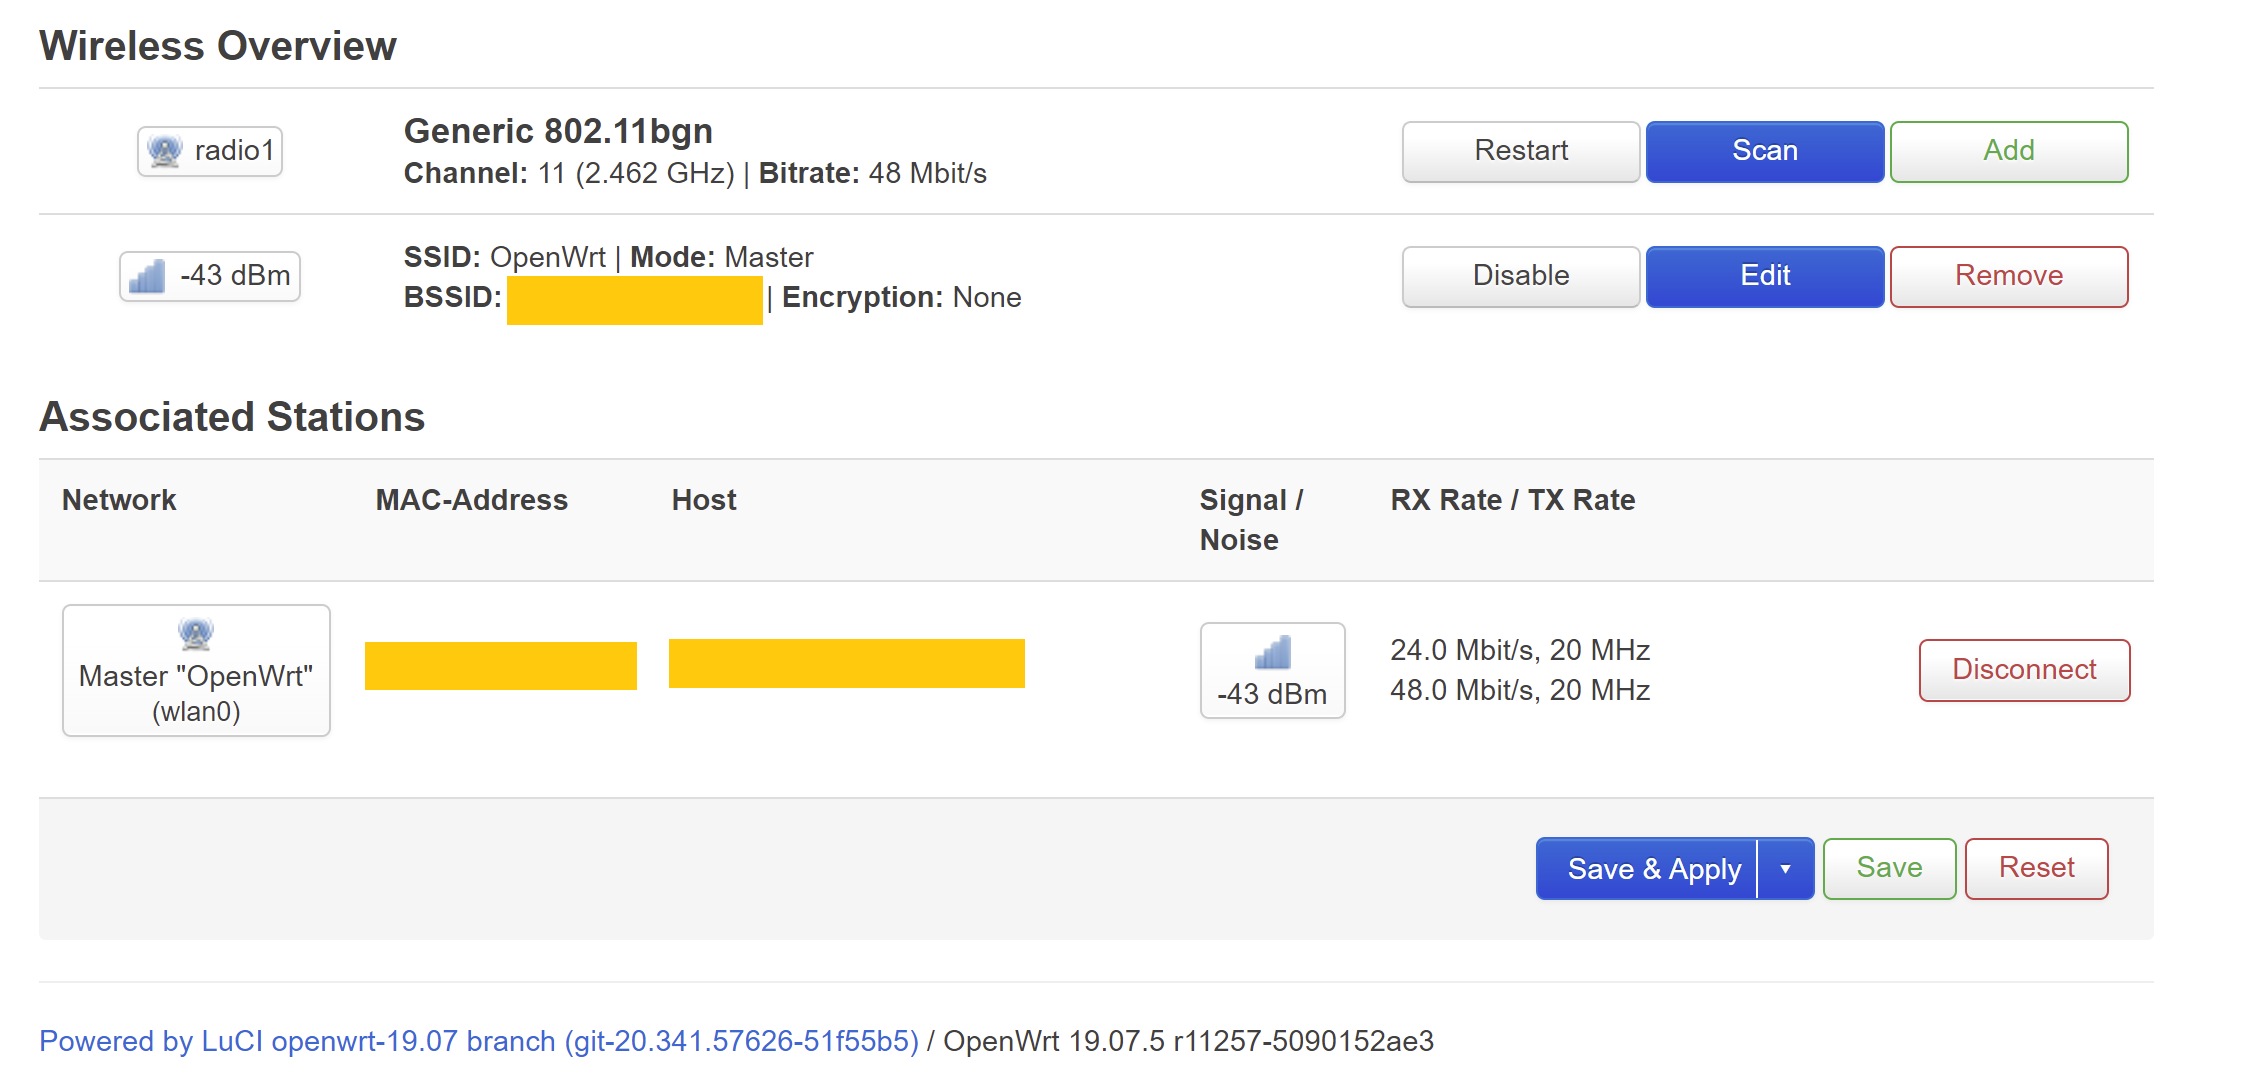 Wireless Overview
radio1
Generic 802.11bgn
Channel: 11 (2.462 GHz) | Bitrate: 48 Mbit/s
Restart
Scan
Add
-43 dBm
SSID: OpenWrt | Mode: Master
BSSID: | Encryption: None
Disable
Edit
Remove
Associated Stations
Network
MAC-Address
Host
Signal /
Noise
RX Rate / TX Rate
Master "OpenWrt"
(wlan0)
-43 dBm
24.0 Mbit/s, 20 MHz
48.0 Mbit/s, 20 MHz
Disconnect
Save & Apply
Save
Reset
Powered by LuCI openwrt-19.07 branch (git-20.341.57626-51f55b5) / OpenWrt 19.07.5 r11257-5090152ae3